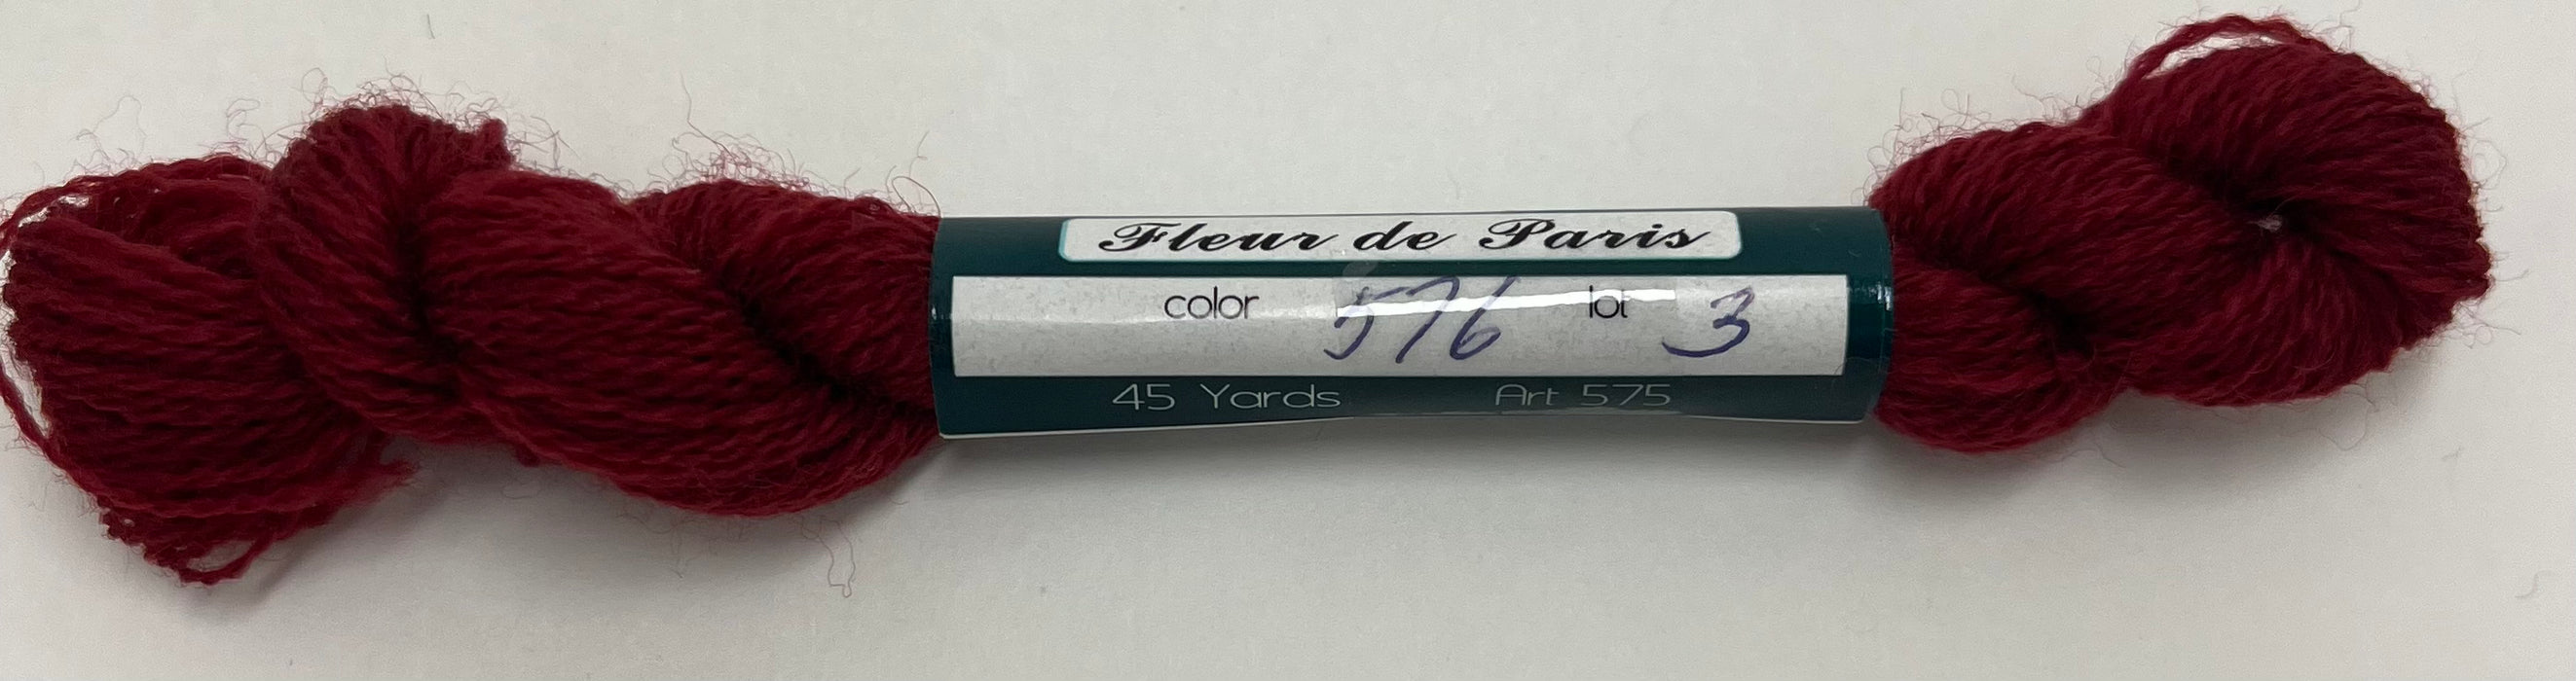 Fleur de Paris
color 576 lot 3
45 Yards Art 575